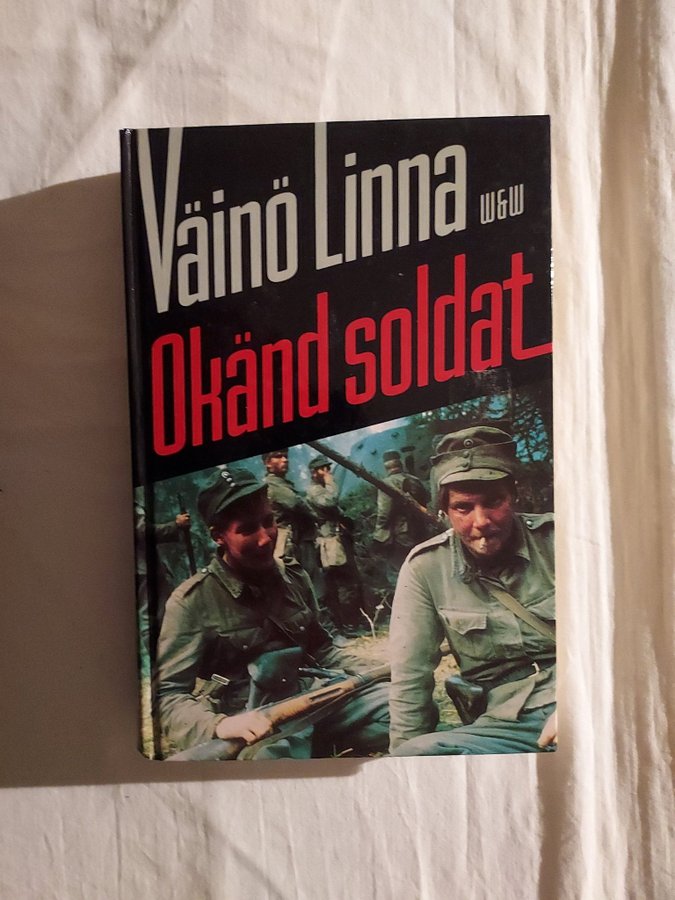 Väinö Linna
W&W
Okänd soldat